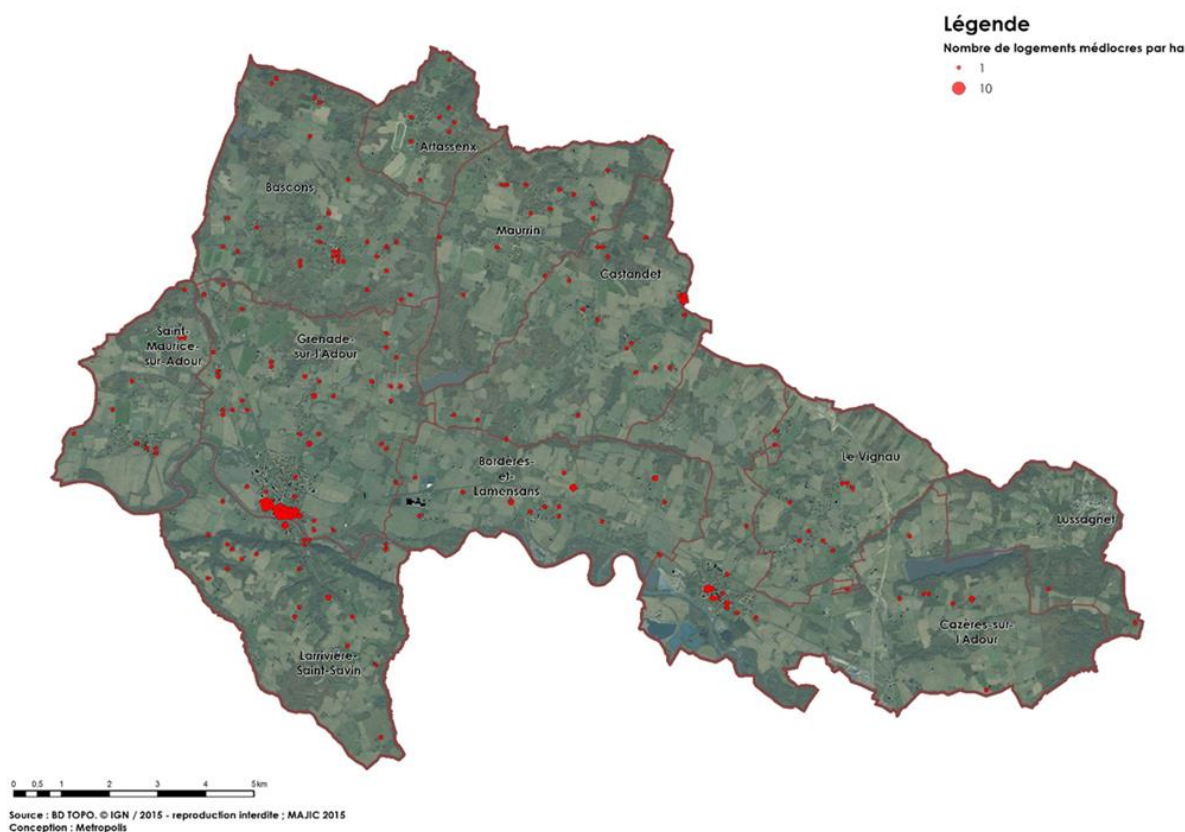 Légende
Nombre de logements médiocres par ha
1
10
Artassenx
Bascons
Maurrin
Castandet
Saint-
Maurice-
sur-Adour
Grenade-
sur-l'Adour
Bordères-
et-
Lamensans
Le Vignau
Lussagnet
Cazères-sur-
l'Adour
Larrivière-
Saint-Savin
0 0,5 1 2 3 4 5 km
Source : BD TOPO. © IGN / 2015 - reproduction interdite ; MAJIC 2015
Conception : Metropolis